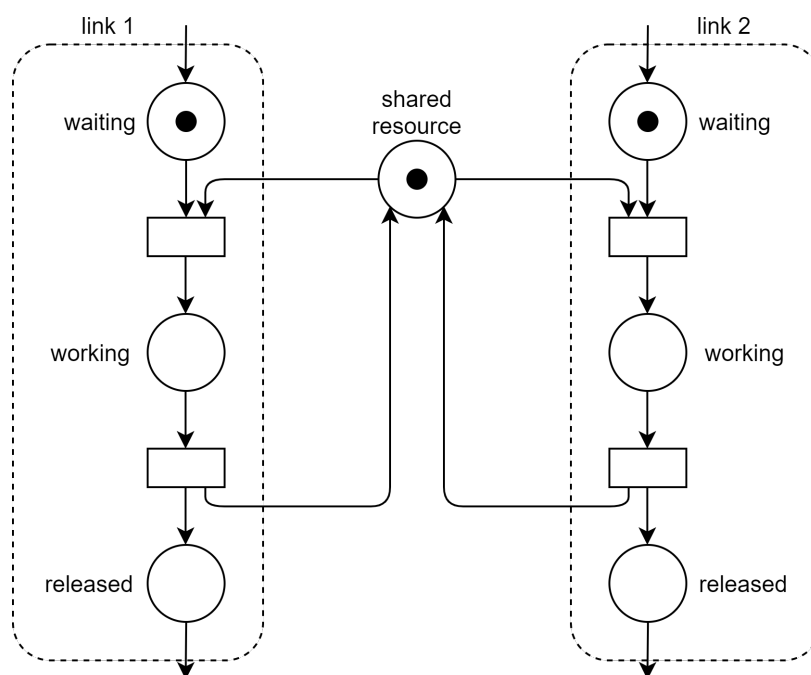 link 1
link 2
waiting
shared
resource
waiting
working
working
released
released